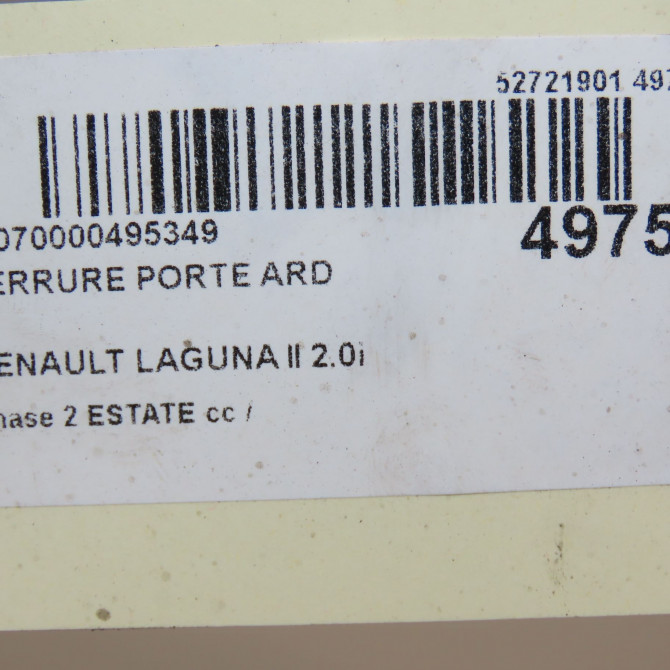 52721901 497
070000495349
4975
ERRURE PORTE ARD
ENAULT LAGUNA II 2.0i
hase 2 ESTATE cc /